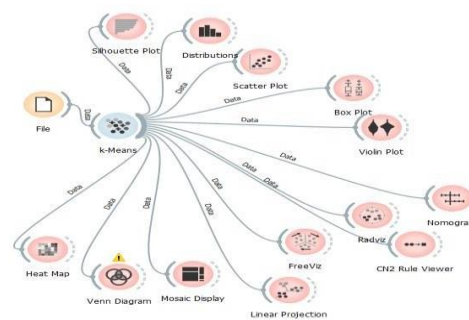 Silhouette Plot
Distributions
Scatter Plot
Box Plot
Violin Plot
File
k-Means
Nomogra
Radviz
CN2 Rule Viewer
FreeViz
Heat Map
Venn Diagram
Mosaic Display
Linear Projection
Data
Data
Data
Data
Data
Data
Data
Data
Data
Data
Data
Data
Data